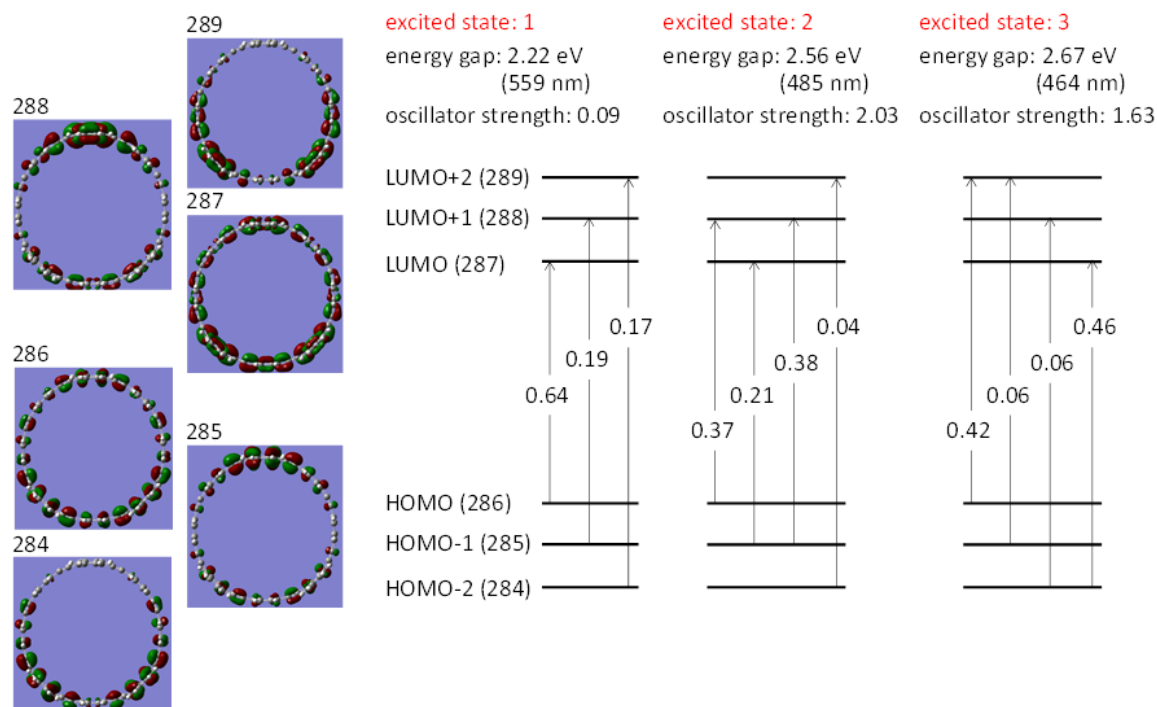 289
288
287
286
285
284
excited state: 1
energy gap: 2.22 eV
(559 nm)
oscillator strength: 0.09
excited state: 2
energy gap: 2.56 eV
(485 nm)
oscillator strength: 2.03
excited state: 3
energy gap: 2.67 eV
(464 nm)
oscillator strength: 1.63
LUMO+2 (289)
LUMO+1 (288)
LUMO (287)
0.17
0.19
0.64
0.04
0.38
0.21
0.37
0.46
0.06
0.06
0.42
HOMO (286)
HOMO-1 (285)
HOMO-2 (284)